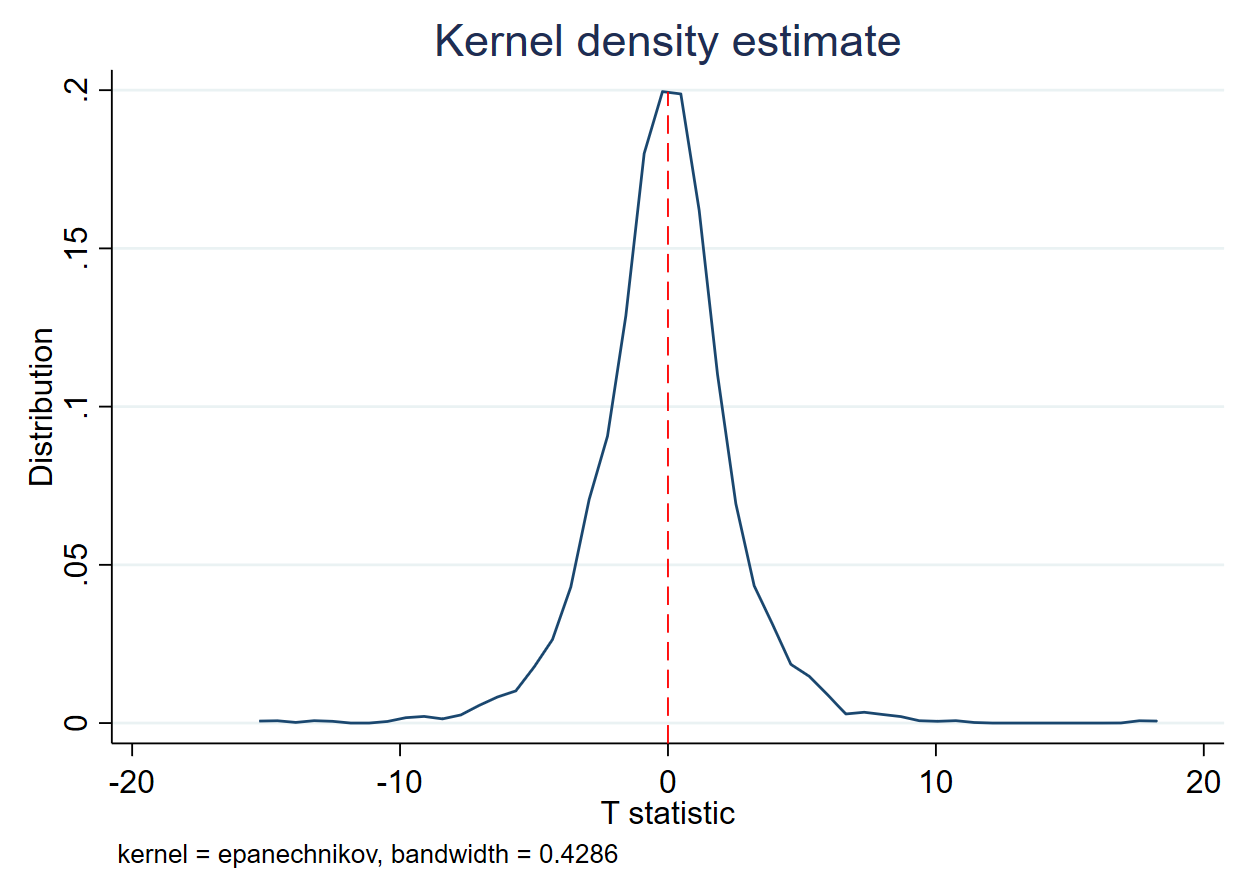 Kernel density estimate
Distribution
.2
.15
.1
.05
0
-20 -10 0 10 20
T statistic
kernel = epanechnikov, bandwidth = 0.4286